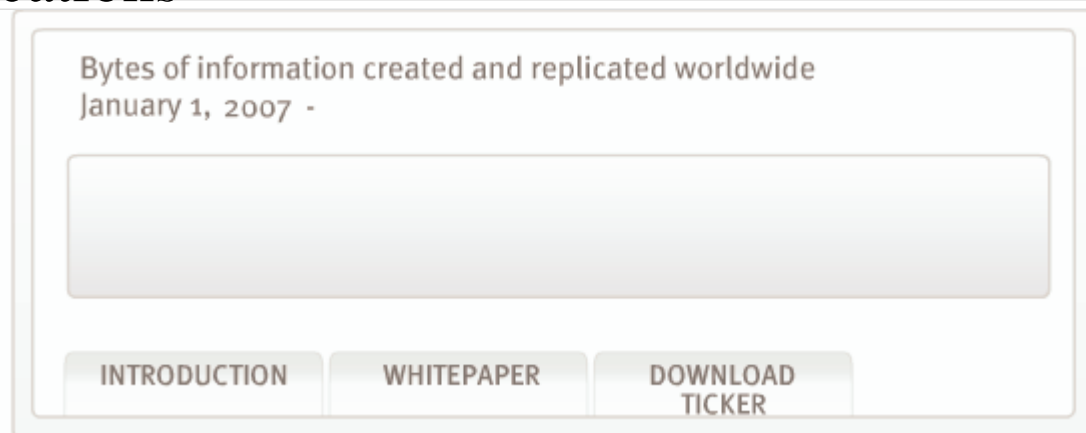 Bytes of information created and replicated worldwide
January 1, 2007 -
INTRODUCTION
WHITEPAPER
DOWNLOAD
TICKER